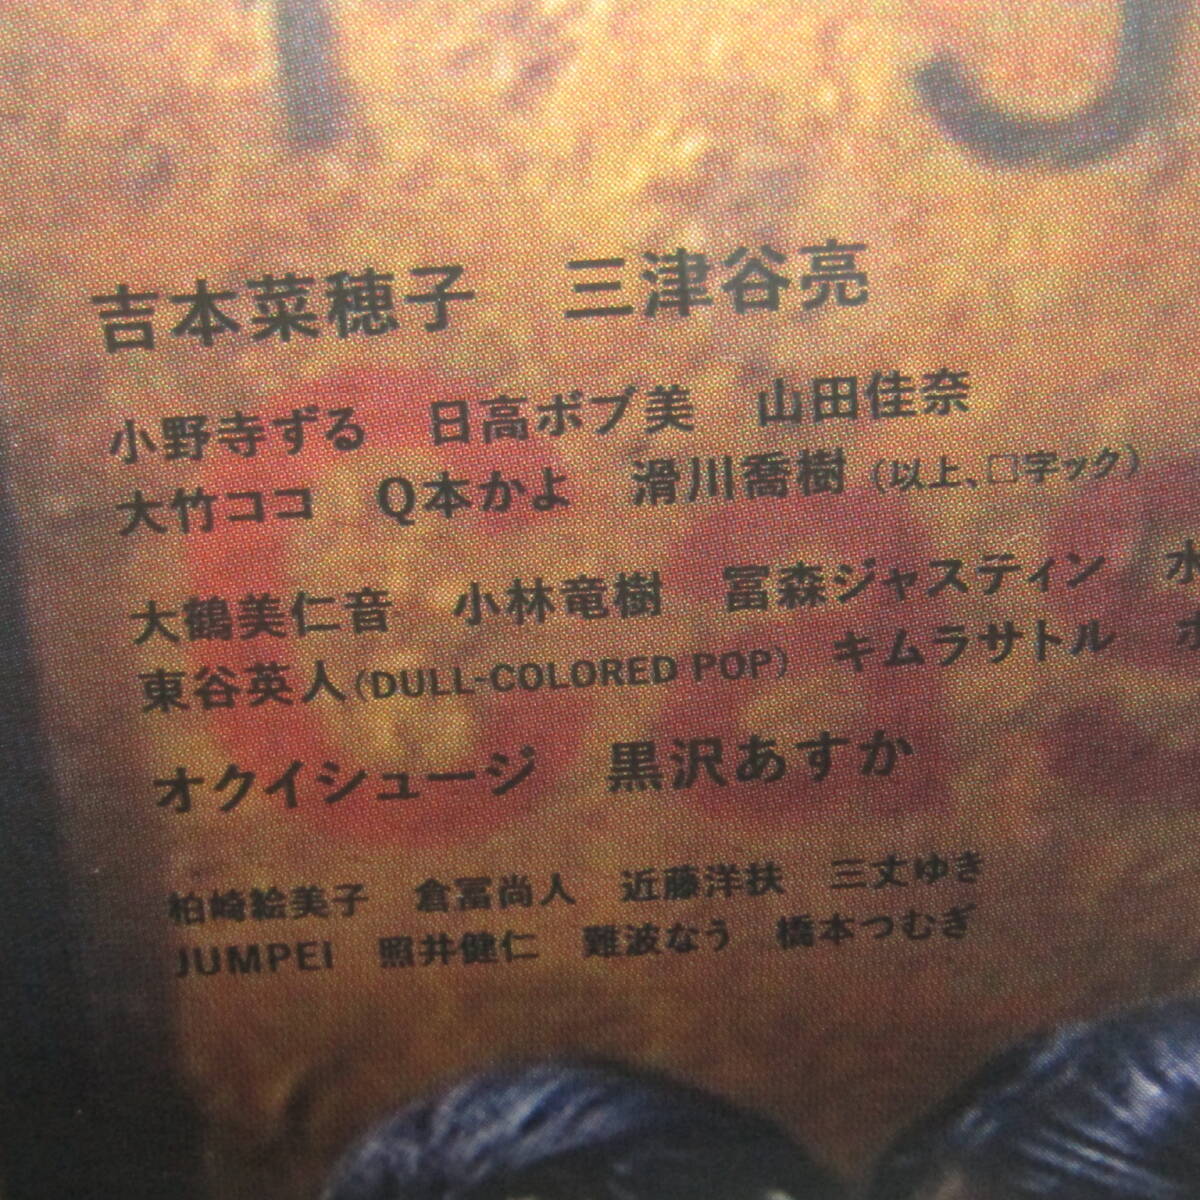 吉本菜穂子　三津谷亮
小野寺ずる　日高ボブ美　山田佳奈
大竹ココ　Q本かよ　滑川喬樹（以上、□字ック）
大鶴美仁音　小林竜樹　冨森ジャスティン　水
東谷英人（DULL-COLORED POP）　キムラサトル　ホ
オクイシュージ　黒沢あすか
柏崎絵美子　倉冨尚人　近藤洋扶　三丈ゆき
JUMPEI　照井健仁　難波なう　橋本つむぎ